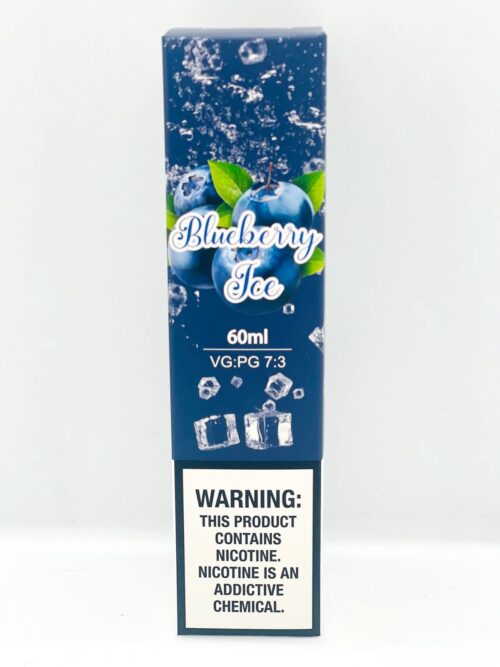 Blueberry
Ice
60ml
VG:PG 7:3
WARNING:
THIS PRODUCT
CONTAINS
NICOTINE.
NICOTINE IS AN
ADDICTIVE
CHEMICAL.